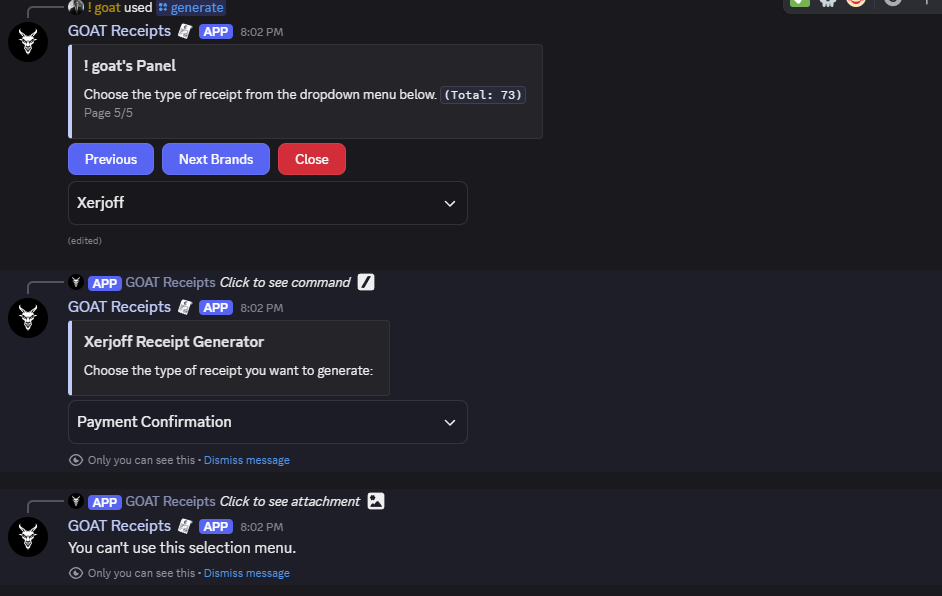 ! goat used generate
GOAT Receipts APP 8:02 PM
! goat's Panel
Choose the type of receipt from the dropdown menu below. (Total: 73)
Page 5/5
Previous Next Brands Close
Xerjoff
(edited)
APP GOAT Receipts Click to see command
GOAT Receipts APP 8:02 PM
Xerjoff Receipt Generator
Choose the type of receipt you want to generate:
Payment Confirmation
Only you can see this • Dismiss message
APP GOAT Receipts Click to see attachment
GOAT Receipts APP 8:02 PM
You can't use this selection menu.
Only you can see this • Dismiss message